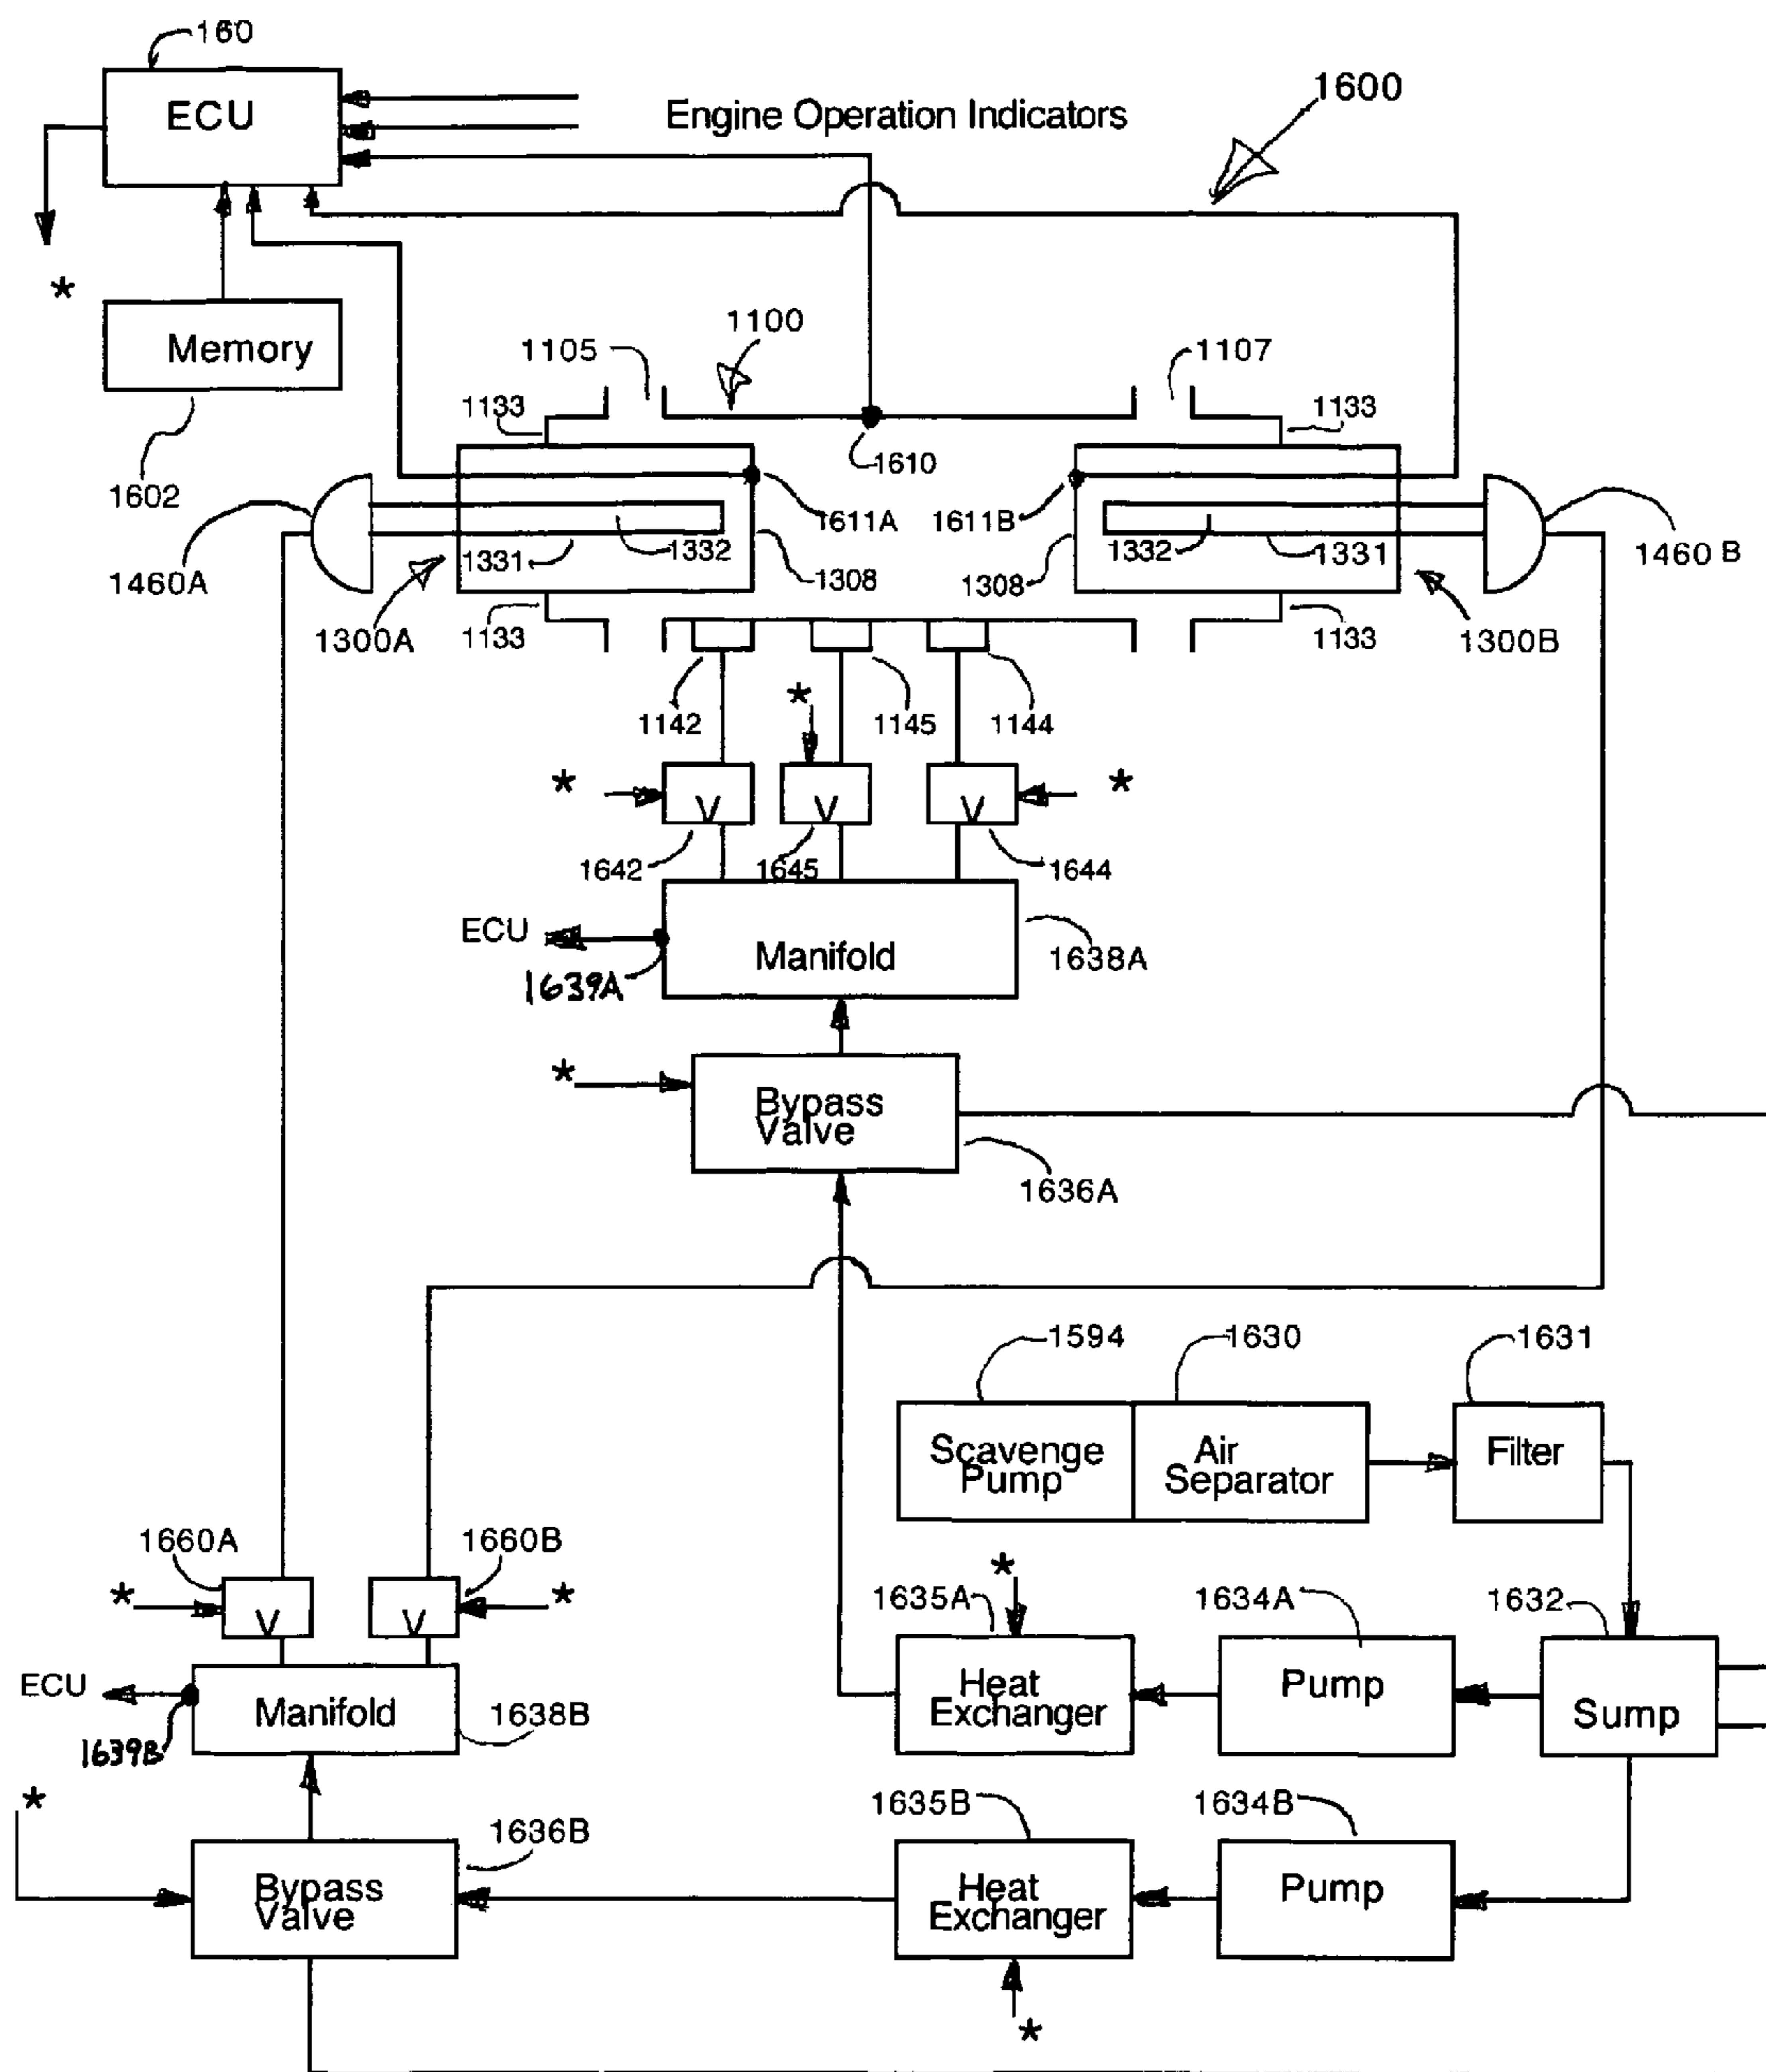 160
ECU
Engine Operation Indicators
1600
*
Memory
1602
1100
1105
1107
1133
1133
1610
1611A
1611B
1331
1332
1332
1331
1460A
1460B
1308
1308
1300A
1133
1133
1300B
*
1142
1145
1144
*
V
V
V
*
1642
1645
1644
ECU
Manifold
1638A
1639A
*
Bypass
Valve
1636A
1594
1630
1631
Scavenge
Pump
Air
Separator
Filter
1660A
1660B
*
V
V
*
*
1635A
1634A
1632
Heat
Exchanger
Pump
Sump
ECU
Manifold
1638B
1639B
*
1636B
Bypass
Valve
1635B
1634B
Heat
Exchanger
Pump
*